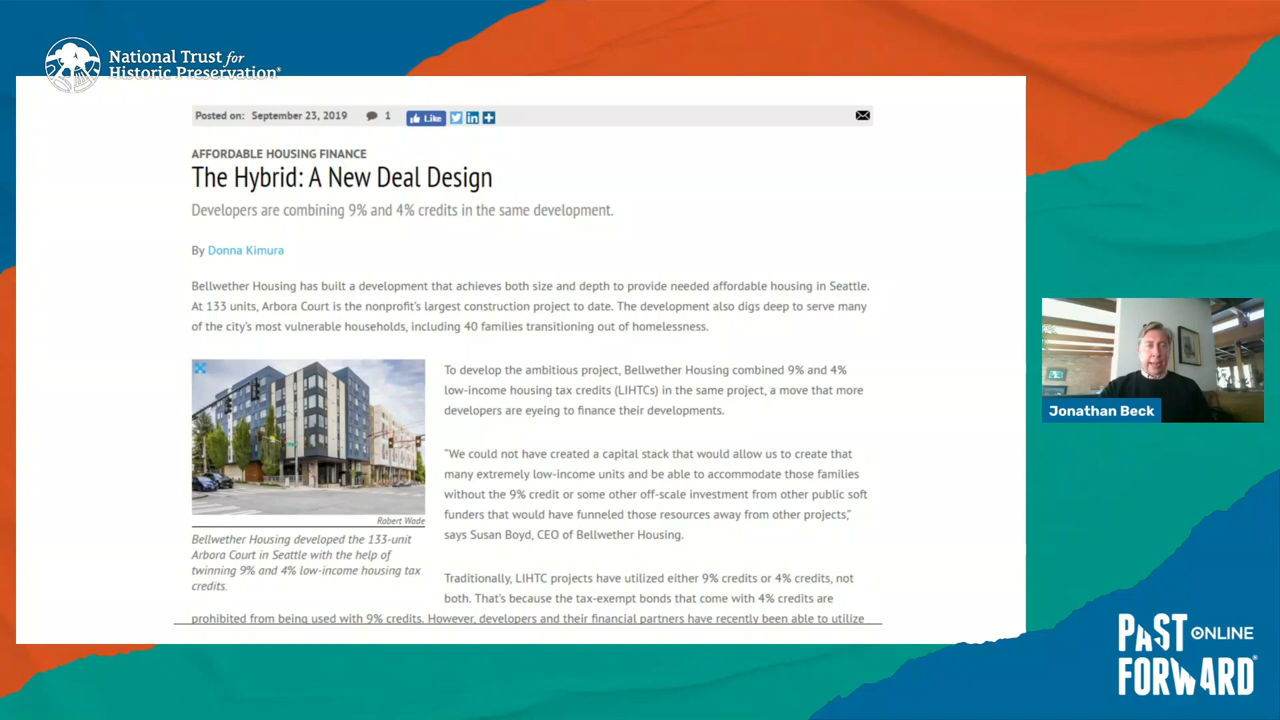 National Trust for
Historic Preservation®
Posted on: September 23, 2019 1 Like
AFFORDABLE HOUSING FINANCE
The Hybrid: A New Deal Design
Developers are combining 9% and 4% credits in the same development.
By Donna Kimura
Bellwether Housing has built a development that achieves both size and depth to provide needed affordable housing in Seattle.
At 133 units, Arbora Court is the nonprofit's largest construction project to date. The development also digs deep to serve many
of the city's most vulnerable households, including 40 families transitioning out of homelessness.
To develop the ambitious project, Bellwether Housing combined 9% and 4%
low-income housing tax credits (LIHTCs) in the same project, a move that more
developers are eyeing to finance their developments.
“We could not have created a capital stack that would allow us to create that
many extremely low-income units and be able to accommodate those families
without the 9% credit or some other off-scale investment from other public soft
funders that would have funneled those resources away from other projects,”
says Susan Boyd, CEO of Bellwether Housing.
Robert Wade
Bellwether Housing developed the 133-unit
Arbora Court in Seattle with the help of
twinning 9% and 4% low-income housing tax
credits.
Traditionally, LIHTC projects have utilized either 9% credits or 4% credits, not
both. That's because the tax-exempt bonds that come with 4% credits are
prohibited from being used with 9% credits. However, developers and their financial partners have recently been able to utilize
Jonathan Beck
PAST ONLINE
FORWARD®